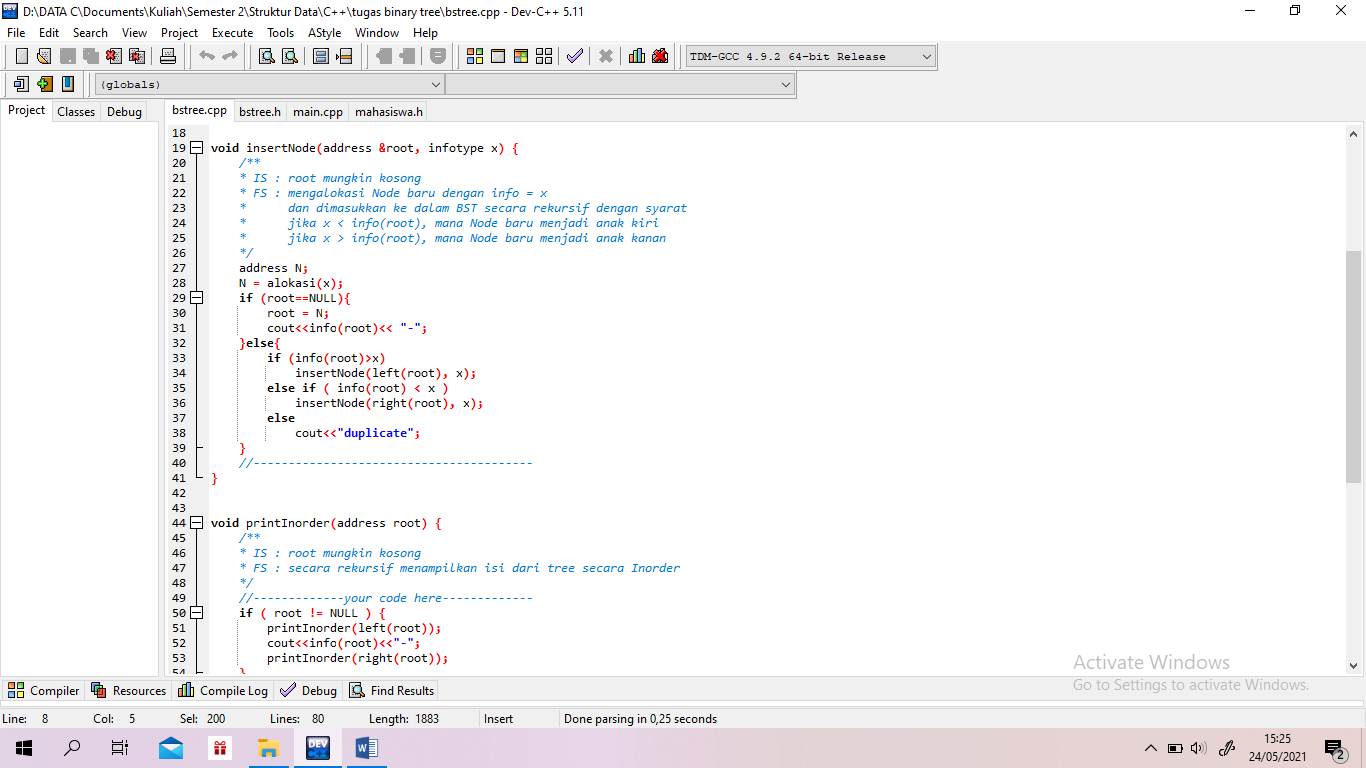 D:\DATA C\Documents\Kuliah\Semester 2\Struktur Data\C++\tugas binary tree\bstree.cpp - Dev-C++ 5.11
File Edit Search View Project Execute Tools AStyle Window Help
TDM-GCC 4.9.2 64-bit Release
(globals)
Project Classes Debug
bstree.cpp bstree.h main.cpp mahasiswa.h
18
19 void insertNode(address &root, infotype x) {
20 /**
21 * IS : root mungkin kosong
22 * FS : mengalokasi Node baru dengan info = x
23 * dan dimasukkan ke dalam BST secara rekursif dengan syarat
24 * jika x < info(root), mana Node baru menjadi anak kiri
25 * jika x > info(root), mana Node baru menjadi anak kanan
26 */
27 address N;
28 N = alokasi(x);
29 if (root==NULL){
30 root = N;
31 cout<<info(root)<< "-";
32 }else{
33 if (info(root)>x)
34 insertNode(left(root), x);
35 else if ( info(root) < x )
36 insertNode(right(root), x);
37 else
38 cout<<"duplicate";
39 }
40 //----------------------------------------
41 }
42
43
44 void printInorder(address root) {
45 /**
46 * IS : root mungkin kosong
47 * FS : secara rekursif menampilkan isi dari tree secara Inorder
48 */
49 //-------------your code here-------------
50 if ( root != NULL ) {
51 printInorder(left(root));
52 cout<<info(root)<<"-";
53 printInorder(right(root));
54 }
Activate Windows
Go to Settings to activate Windows.
Compiler Resources Compile Log Debug Find Results
Line: 8 Col: 5 Sel: 200 Lines: 80 Length: 1883 Insert Done parsing in 0,25 seconds
DEV C++
W
15:25
24/05/2021
2